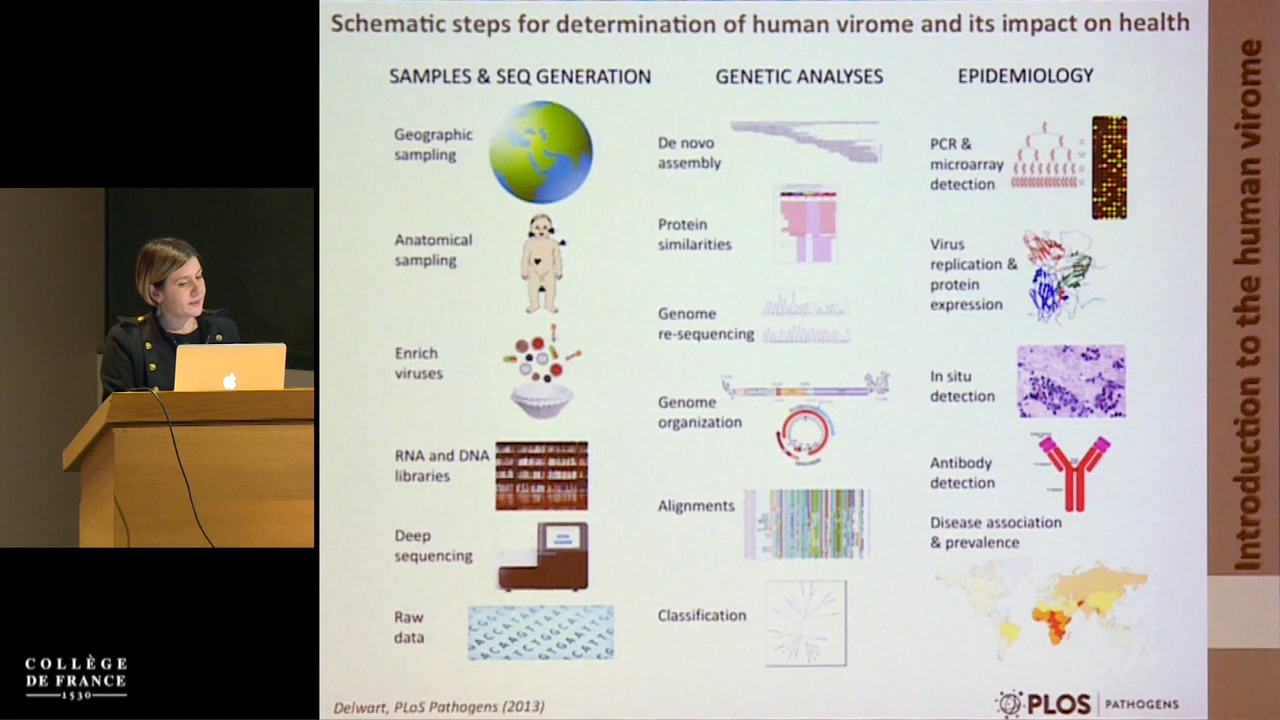 Schematic steps for determination of human virome and its impact on health
SAMPLES & SEQ GENERATION
Geographic
sampling
Anatomical
sampling
Enrich
viruses
RNA and DNA
libraries
Deep
sequencing
Raw
data
GENETIC ANALYSES
De novo
assembly
Protein
similarities
Genome
re-sequencing
Genome
organization
Alignments
Classification
EPIDEMIOLOGY
PCR &
microarray
detection
Virus
replication &
protein
expression
In situ
detection
Antibody
detection
Disease association
& prevalence
Delwart, PLoS Pathogens (2013)
PLOS | PATHOGENS
Introduction to the human virome
COLLÈGE
DE FRANCE
1530